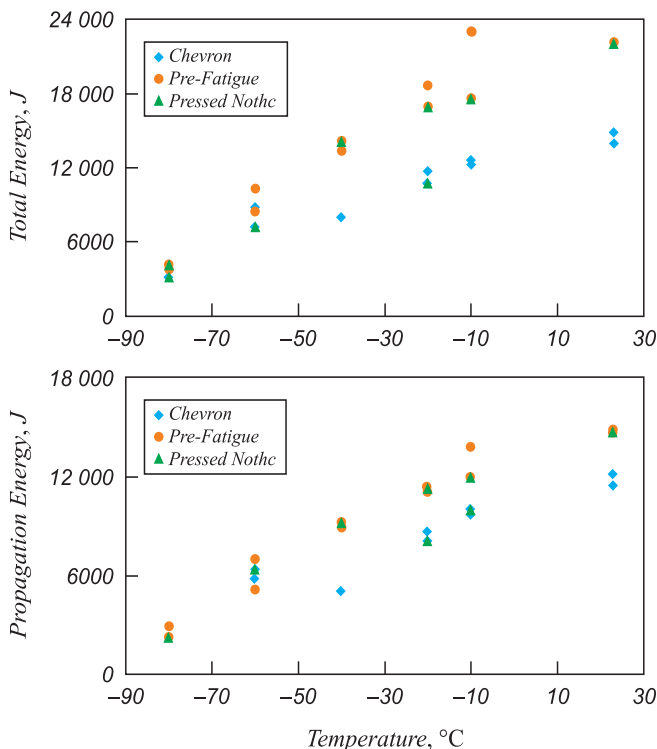 24 000
18 000
12 000
6000
0
Total Energy, J
Chevron
Pre-Fatigue
Pressed Nothc
–90 –70 –50 –30 –10 10 30
18 000
12 000
6000
0
Propagation Energy, J
Chevron
Pre-Fatigue
Pressed Nothc
–90 –70 –50 –30 –10 10 30
Temperature, °C